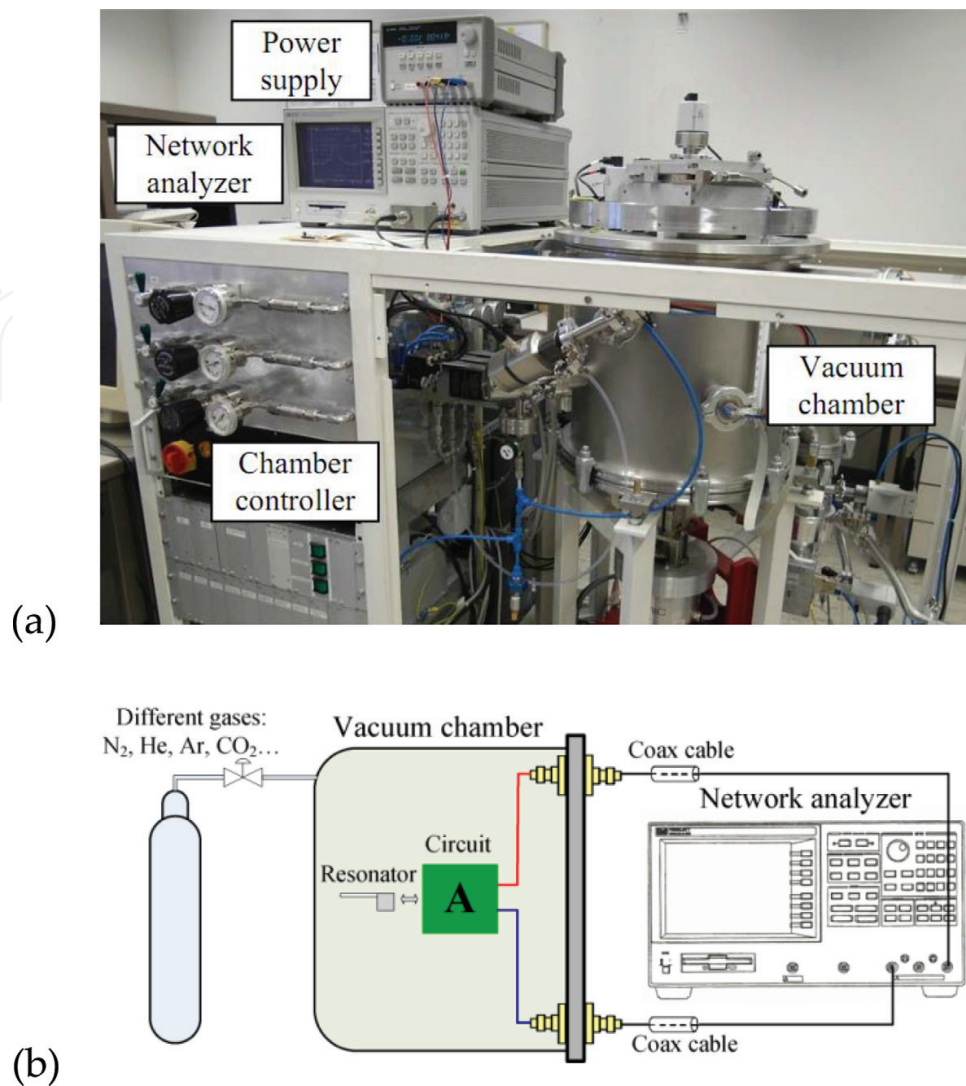 Power
supply
Network
analyzer
Vacuum
chamber
Chamber
controller
(a)
Different gases:
N₂, He, Ar, CO₂...
Vacuum chamber
Coax cable
Network analyzer
Circuit
Resonator
A
Coax cable
(b)